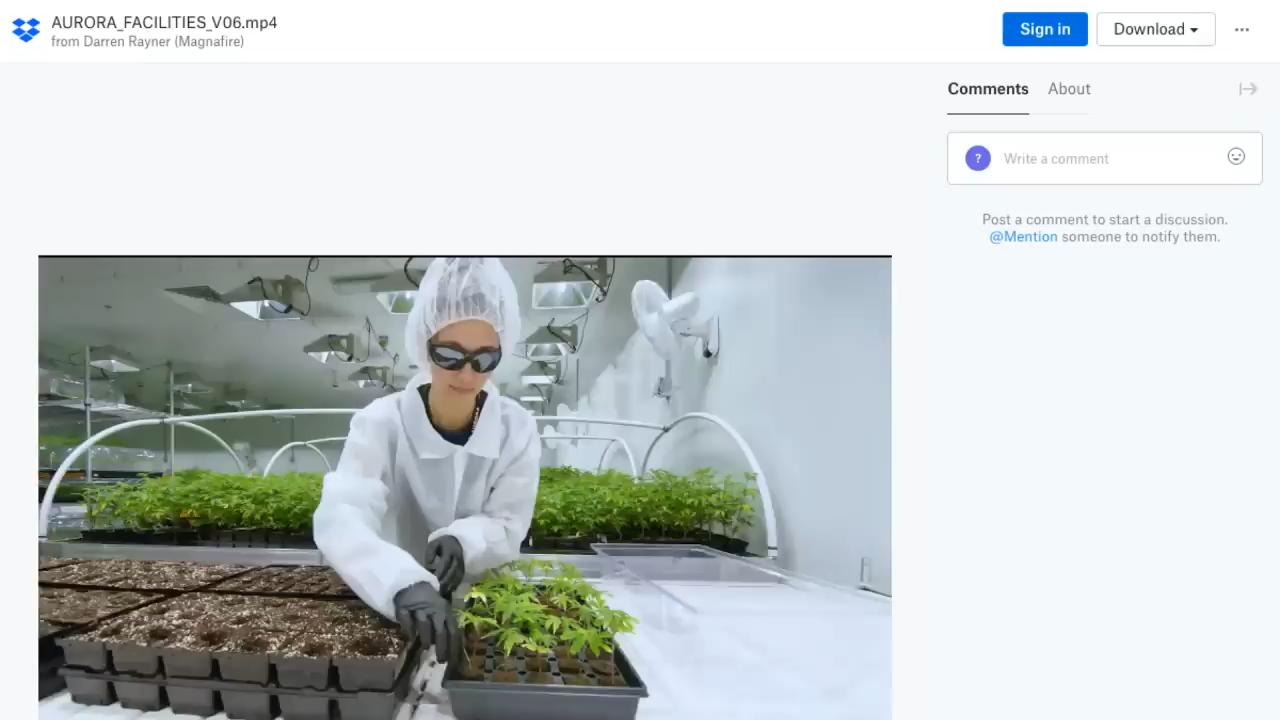 AURORA_FACILITIES_V06.mp4
from Darren Rayner (Magnafire)
Sign in
Download
Comments
About
?
Write a comment
Post a comment to start a discussion.
@Mention someone to notify them.